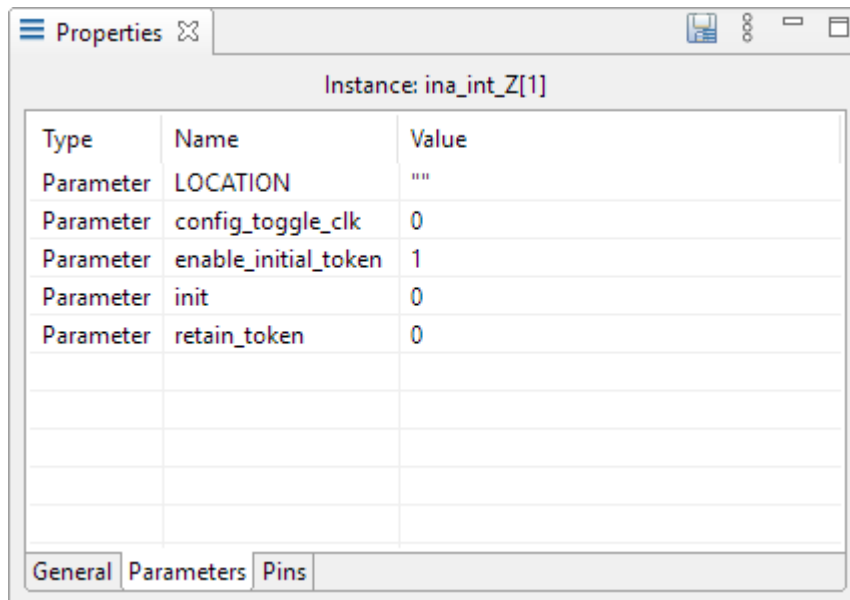 Properties
Instance: ina_int_Z[1]
Type Name Value
Parameter LOCATION ""
Parameter config_toggle_clk 0
Parameter enable_initial_token 1
Parameter init 0
Parameter retain_token 0
General Parameters Pins